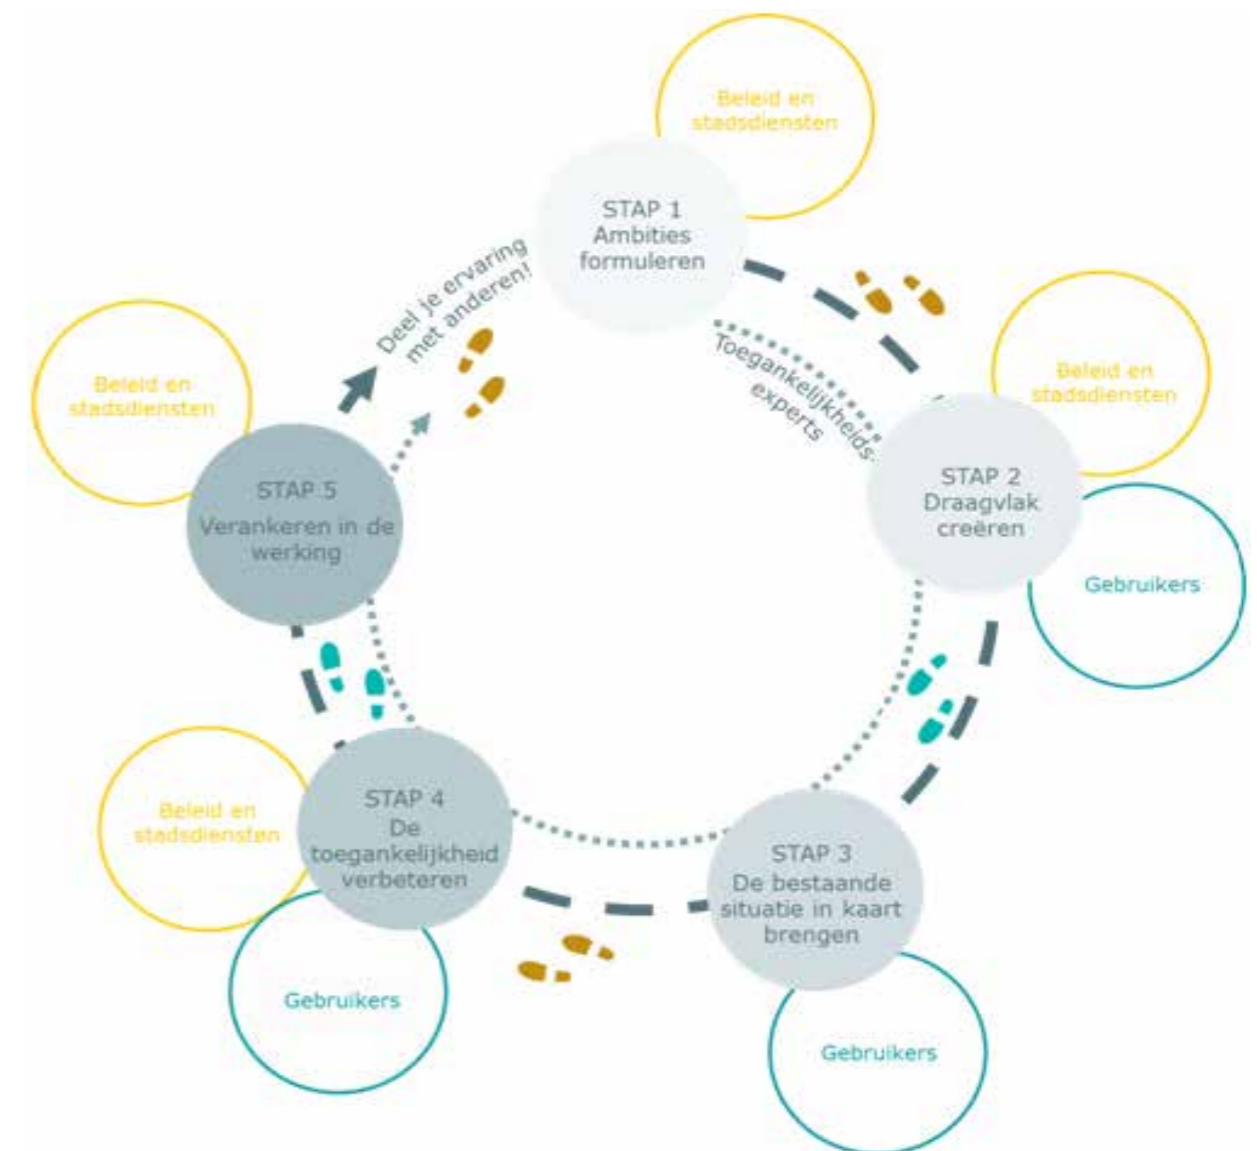 Beleid en
stadsdiensten
STAP 1
Ambities
formuleren
Deel je ervaring
met anderen!
Toegankelijkheids-
experts
Beleid en
stadsdiensten
STAP 2
Draagvlak
creëren
Gebruikers
STAP 3
De bestaande
situatie in kaart
brengen
Gebruikers
STAP 4
De
toegankelijkheid
verbeteren
Beleid en
stadsdiensten
Gebruikers
STAP 5
Verankeren in de
werking
Beleid en
stadsdiensten